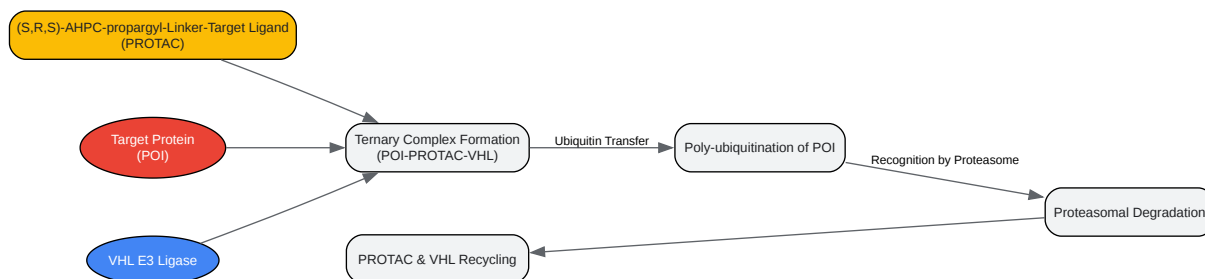 (S,R,S)-AHPC-propargyl-Linker-Target Ligand
(PROTAC)
Target Protein
(POI)
VHL E3 Ligase
Ternary Complex Formation
(POI-PROTAC-VHL)
Ubiquitin Transfer
Poly-ubiquitination of POI
Recognition by Proteasome
Proteasomal Degradation
PROTAC & VHL Recycling